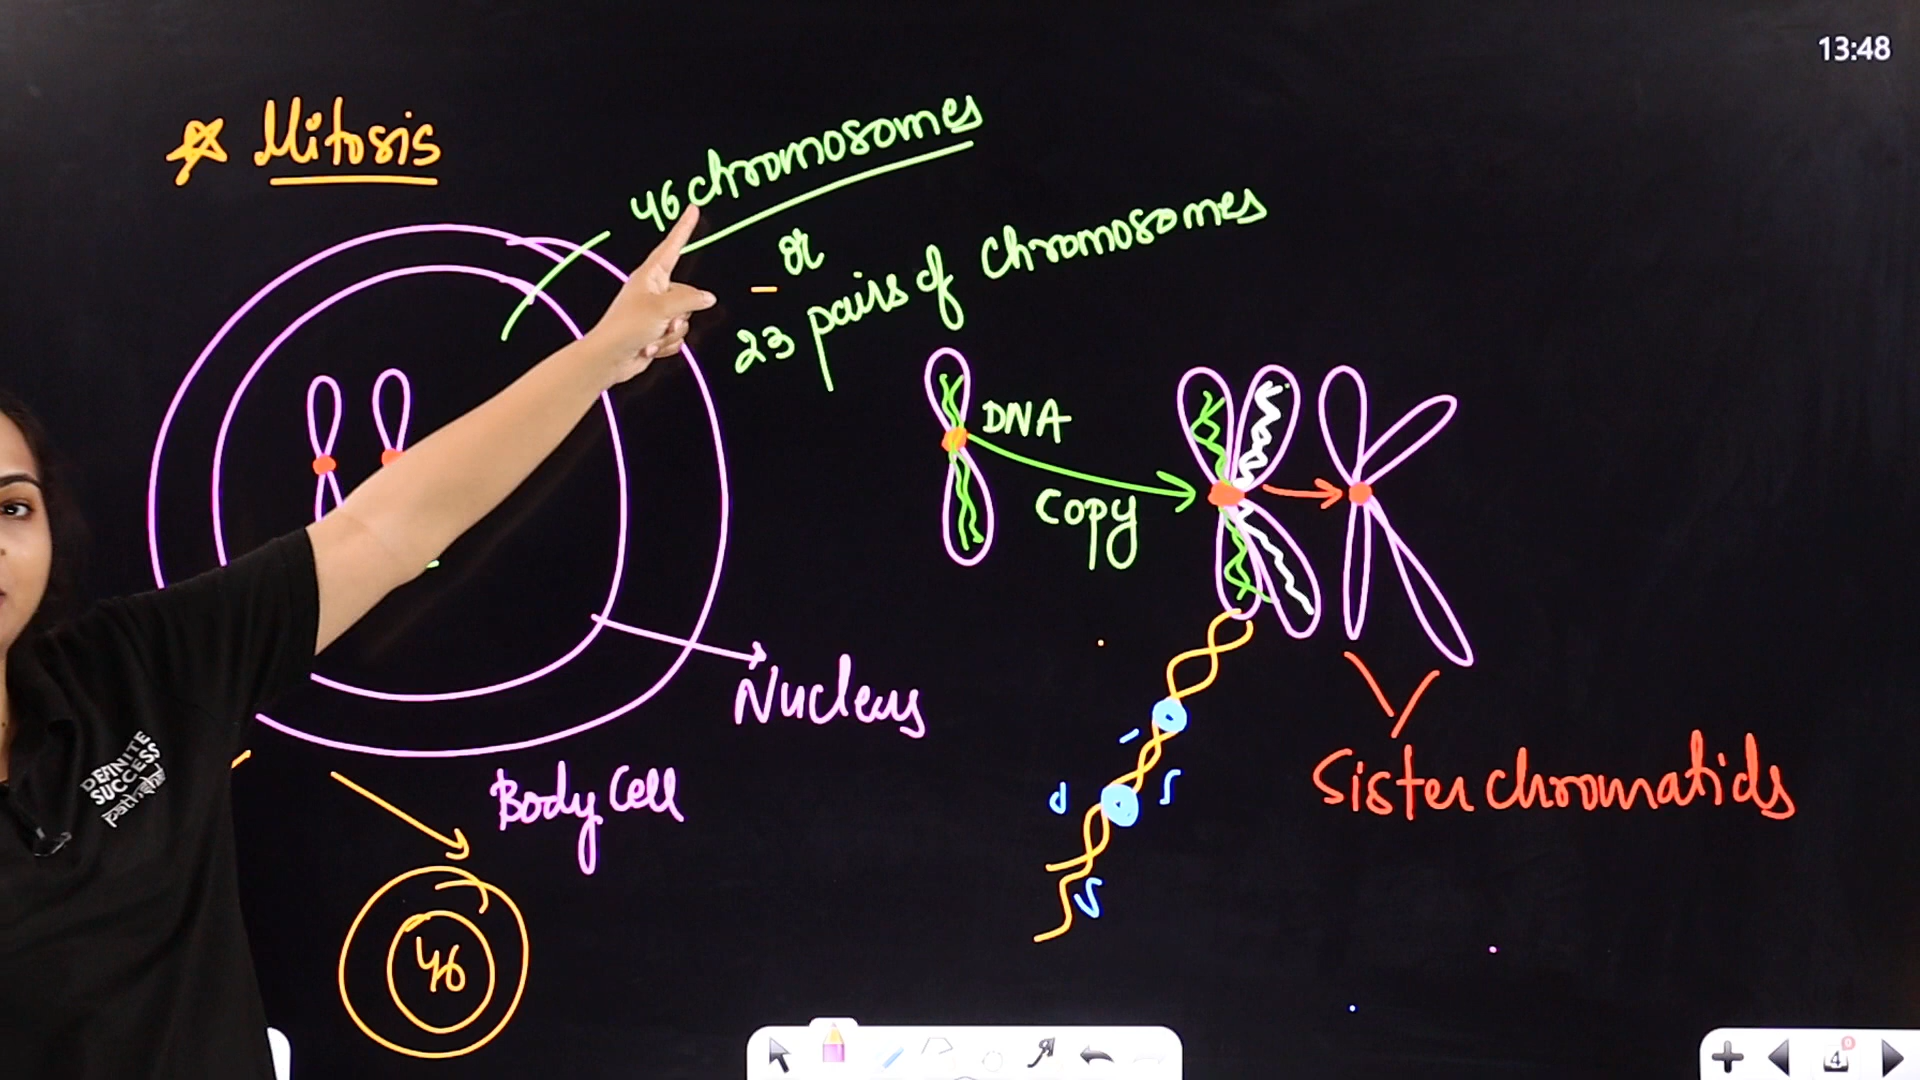 13:48
☆ Mitosis
46 chromosomes
or
23 pairs of chromosomes
DNA
Copy
Nucleus
Body Cell
Sister chromatids
46
DEFINITE
SUCCESS
4